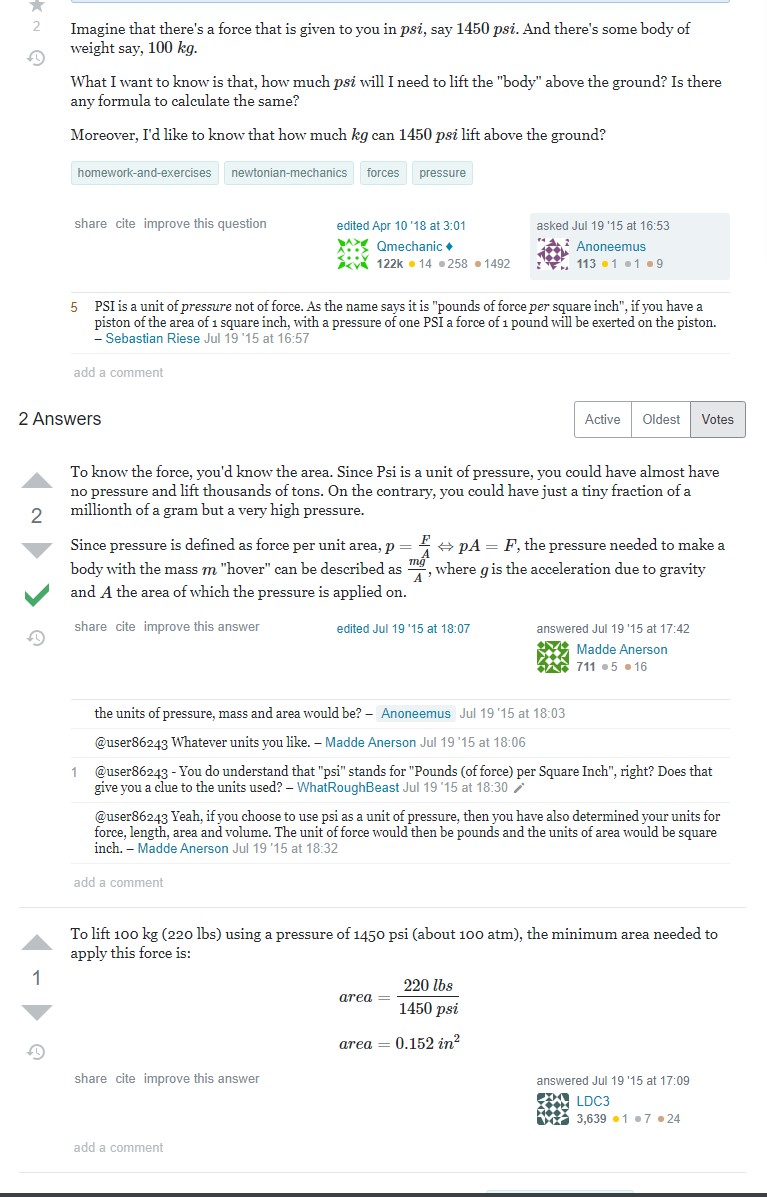 2
Imagine that there's a force that is given to you in psi, say 1450 psi. And there's some body of
weight say, 100 kg.
What I want to know is that, how much psi will I need to lift the "body" above the ground? Is there
any formula to calculate the same?
Moreover, I'd like to know that how much kg can 1450 psi lift above the ground?
homework-and-exercises newtonian-mechanics forces pressure
share cite improve this question
edited Apr 10 '18 at 3:01
Qmechanic ♦
122k ● 14 ● 258 ● 1492
asked Jul 19 '15 at 16:53
Anoneemus
113 ● 1 ● 1 ● 9
5 PSI is a unit of pressure not of force. As the name says it is "pounds of force per square inch", if you have a
piston of the area of 1 square inch, with a pressure of one PSI a force of 1 pound will be exerted on the piston.
– Sebastian Riese Jul 19 '15 at 16:57
add a comment
2 Answers
Active Oldest Votes
2
To know the force, you'd know the area. Since Psi is a unit of pressure, you could have almost have
no pressure and lift thousands of tons. On the contrary, you could have just a tiny fraction of a
millionth of a gram but a very high pressure.
Since pressure is defined as force per unit area, p = F/A ⇔ pA = F, the pressure needed to make a
body with the mass m "hover" can be described as mg/A, where g is the acceleration due to gravity
and A the area of which the pressure is applied on.
share cite improve this answer
edited Jul 19 '15 at 18:07
answered Jul 19 '15 at 17:42
Madde Anerson
711 ● 5 ● 16
the units of pressure, mass and area would be? – Anoneemus Jul 19 '15 at 18:03
@user86243 Whatever units you like. – Madde Anerson Jul 19 '15 at 18:06
1 @user86243 - You do understand that "psi" stands for "Pounds (of force) per Square Inch", right? Does that
give you a clue to the units used? – WhatRoughBeast Jul 19 '15 at 18:30
@user86243 Yeah, if you choose to use psi as a unit of pressure, then you have also determined your units for
force, length, area and volume. The unit of force would then be pounds and the units of area would be square
inch. – Madde Anerson Jul 19 '15 at 18:32
add a comment
1
To lift 100 kg (220 lbs) using a pressure of 1450 psi (about 100 atm), the minimum area needed to
apply this force is:
area = 220 lbs / 1450 psi
area = 0.152 in²
share cite improve this answer
answered Jul 19 '15 at 17:09
LDC3
3,639 ● 1 ● 7 ● 24
add a comment